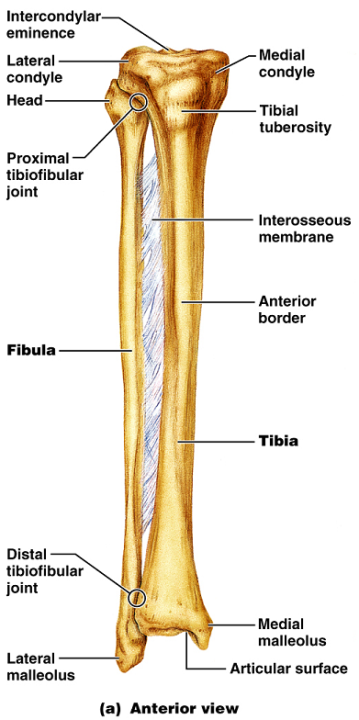 Intercondylar
eminence
Lateral
condyle
Head
Proximal
tibiofibular
joint
Medial
condyle
Tibial
tuberosity
Interosseous
membrane
Anterior
border
Fibula
Tibia
Distal
tibiofibular
joint
Medial
malleolus
Lateral
malleolus
Articular surface
(a) Anterior view